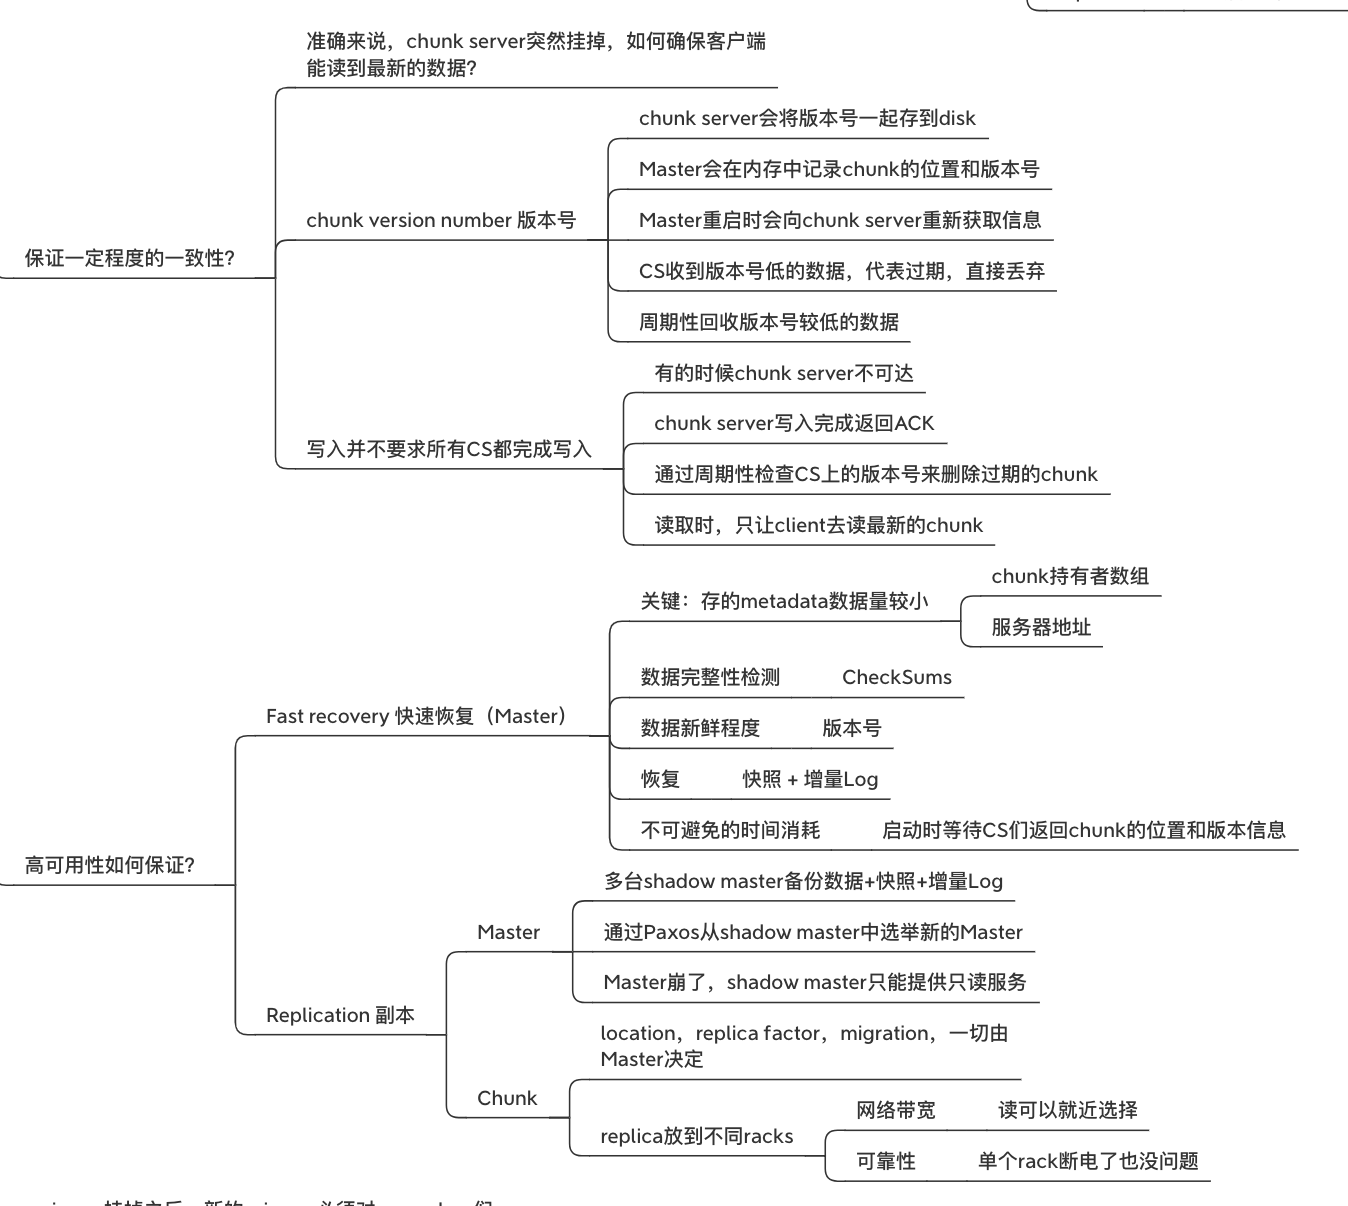 准确来说，chunk server突然挂掉，如何确保客户端
能读到最新的数据？
chunk server会将版本号一起存到disk
Master会在内存中记录chunk的位置和版本号
chunk version number 版本号
Master重启时会向chunk server重新获取信息
保证一定程度的一致性？
CS收到版本号低的数据，代表过期，直接丢弃
周期性回收版本号较低的数据
有的时候chunk server不可达
chunk server写入完成返回ACK
写入并不要求所有CS都完成写入
通过周期性检查CS上的版本号来删除过期的chunk
读取时，只让client去读最新的chunk
chunk持有者数组
关键：存的metadata数据量较小
服务器地址
数据完整性检测 CheckSums
Fast recovery 快速恢复（Master）
数据新鲜程度 版本号
恢复 快照 + 增量Log
不可避免的时间消耗 启动时等待CS们返回chunk的位置和版本信息
高可用性如何保证？
多台shadow master备份数据+快照+增量Log
Master
通过Paxos从shadow master中选举新的Master
Master崩了，shadow master只能提供只读服务
Replication 副本
location，replica factor，migration，一切由
Master决定
Chunk
网络带宽 读可以就近选择
replica放到不同racks
可靠性 单个rack断电了也没问题